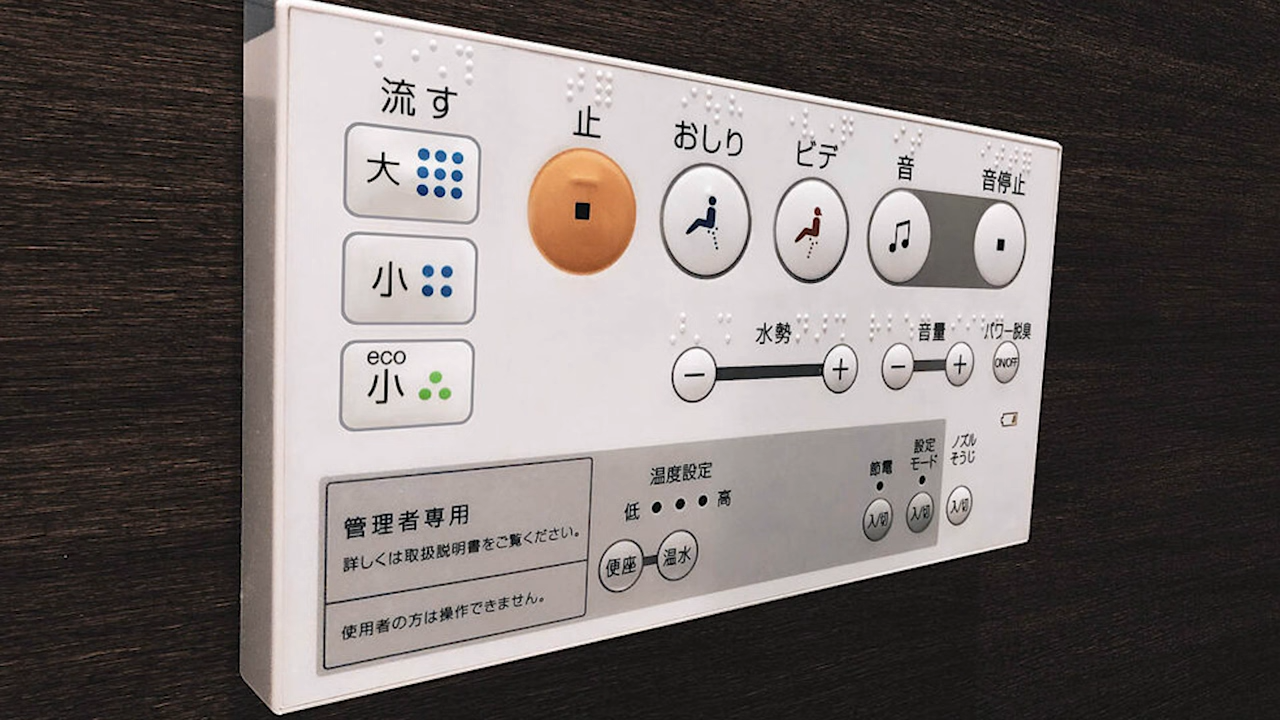 流す
大
小
eco
小
止
おしり
ビデ
音
音停止
水勢
−
+
音量
−
+
パワー脱臭
ON/OFF
管理者専用
詳しくは取扱説明書をご覧ください。
使用者の方は操作できません。
温度設定
低
高
便座
温水
節電
入/切
設定
モード
入/切
ノズル
そうじ
入/切